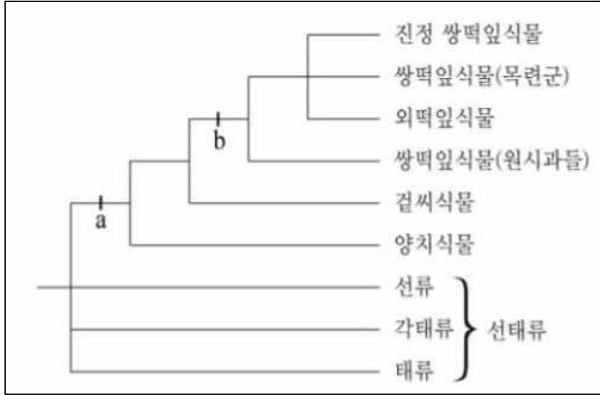 진정 쌍떡잎식물
쌍떡잎식물(목련군)
외떡잎식물
b
쌍떡잎식물(원시과들)
겉씨식물
a
양치식물
선류
각태류 선태류
태류